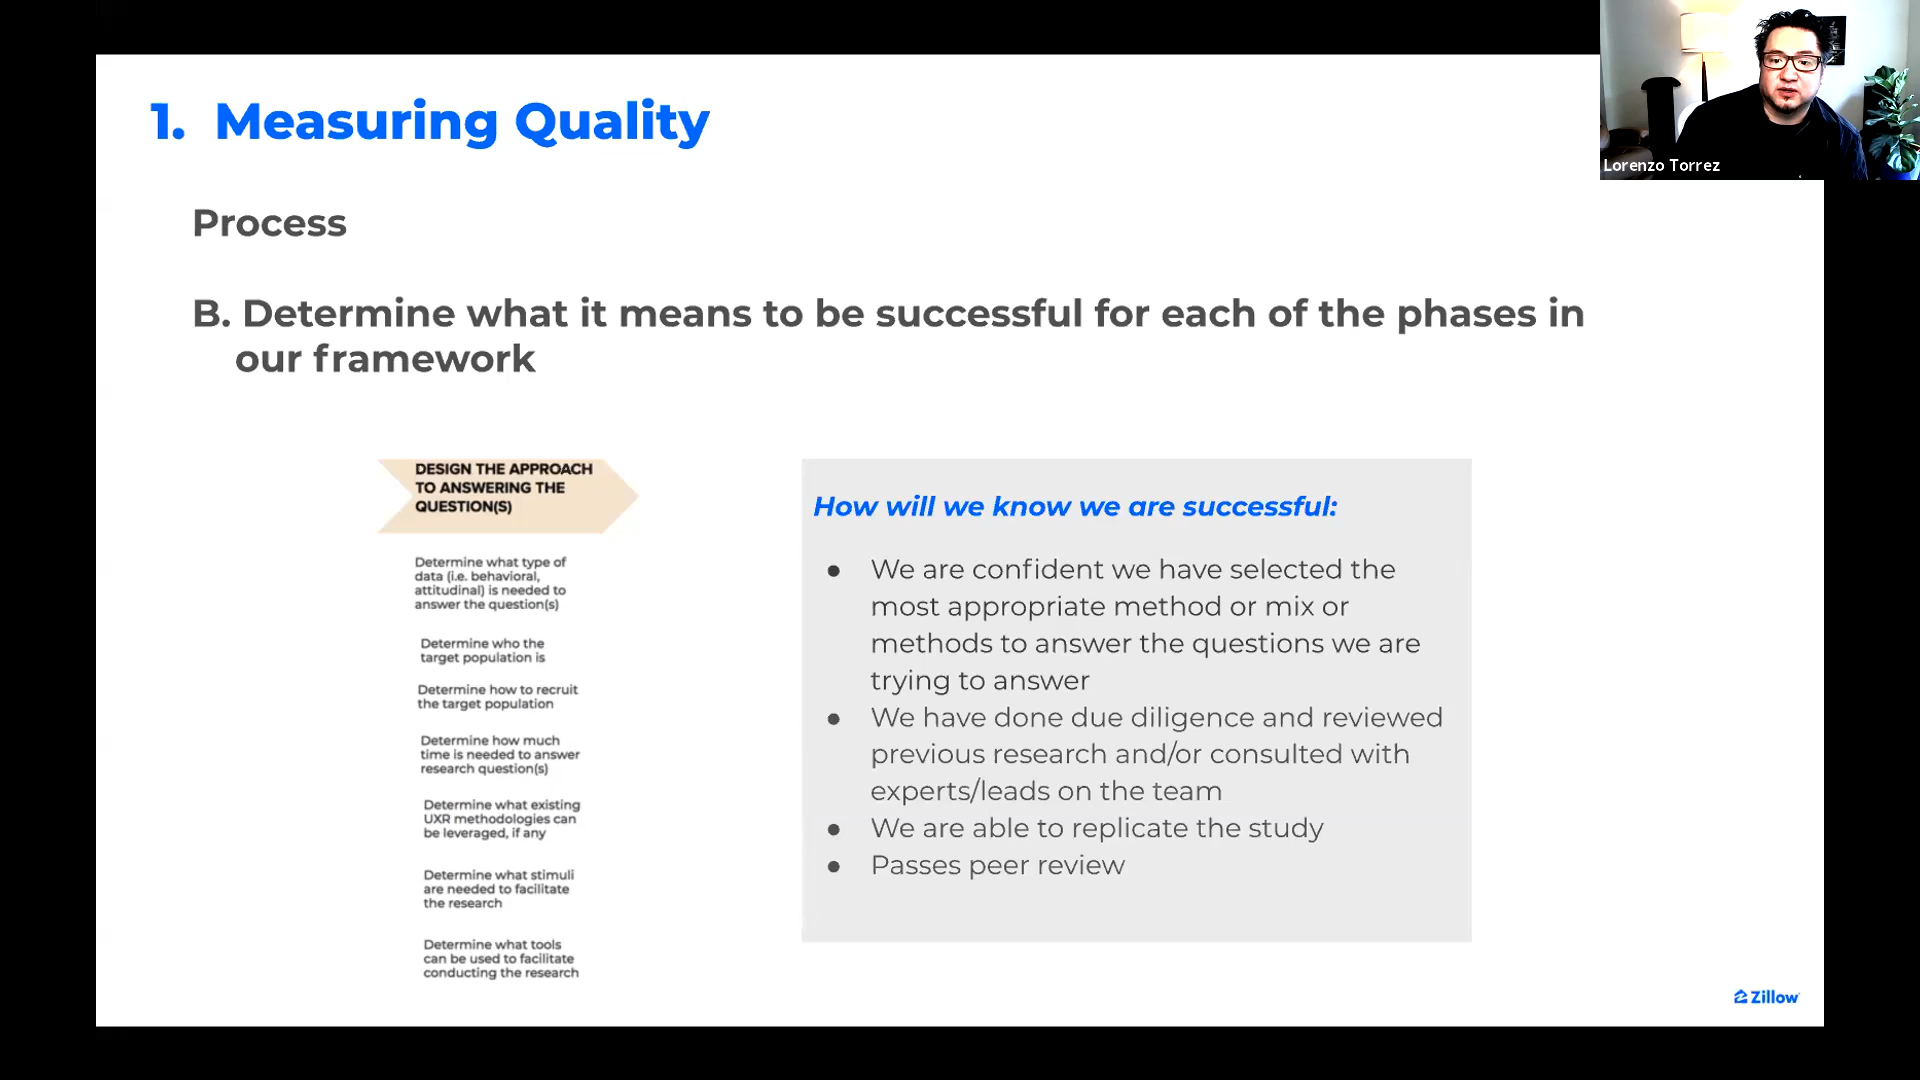 1. Measuring Quality
Lorenzo Torrez
Process
B. Determine what it means to be successful for each of the phases in
our framework
DESIGN THE APPROACH
TO ANSWERING THE
QUESTION(S)
Determine what type of
data (i.e. behavioral,
attitudinal) is needed to
answer the question(s)
Determine who the
target population is
Determine how to recruit
the target population
Determine how much
time is needed to answer
research question(s)
Determine what existing
UXR methodologies can
be leveraged, if any
Determine what stimuli
are needed to facilitate
the research
Determine what tools
can be used to facilitate
conducting the research
How will we know we are successful:
● We are confident we have selected the
most appropriate method or mix or
methods to answer the questions we are
trying to answer
● We have done due diligence and reviewed
previous research and/or consulted with
experts/leads on the team
● We are able to replicate the study
● Passes peer review
Zillow